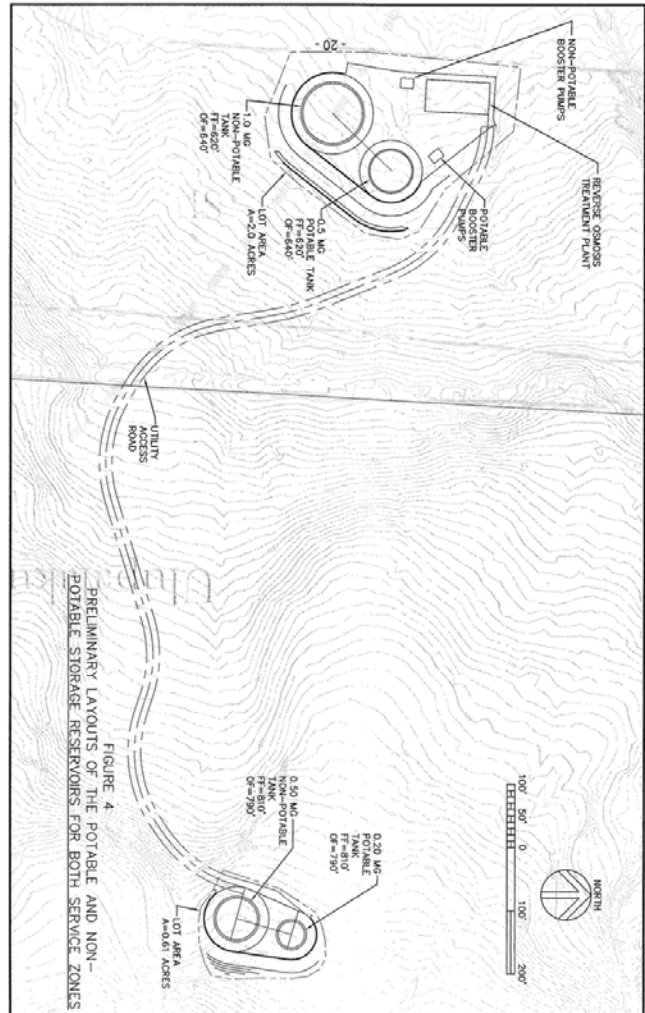 NON-POTABLE
BOOSTER PUMPS
REVERSE OSMOSIS
TREATMENT PLANT
- 20 -
1.0 MG
NON-POTABLE
TANK
FF=620'
OF=640'
0.5 MG
POTABLE TANK
FF=620'
OF=640'
LOT AREA
A=2.0 ACRES
POTABLE
BOOSTER
PUMPS
UTILITY
ACCESS
ROAD
0.50 MG
NON-POTABLE
TANK
FF=810'
OF=790'
0.20 MG
POTABLE
TANK
FF=810'
OF=790'
LOT AREA
A=0.61 ACRES
100' 50' 0 100' 200'
NORTH
FIGURE 4
PRELIMINARY LAYOUTS OF THE POTABLE AND NON-
POTABLE STORAGE RESERVOIRS FOR BOTH SERVICE ZONES